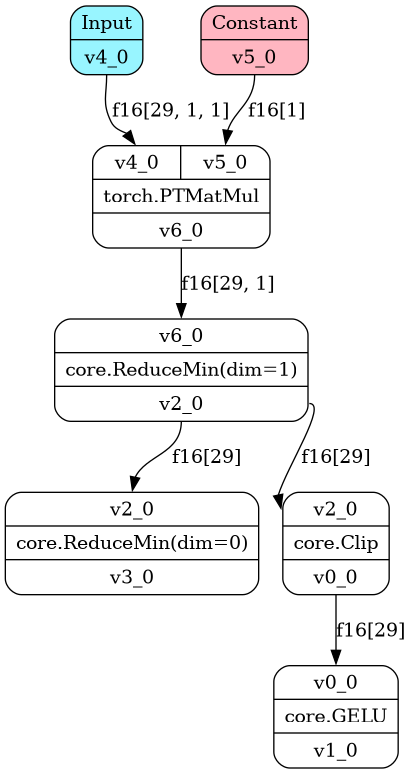 Input
v4_0
Constant
v5_0
f16[29, 1, 1]
f16[1]
v4_0
v5_0
torch.PTMatMul
v6_0
f16[29, 1]
v6_0
core.ReduceMin(dim=1)
v2_0
f16[29]
f16[29]
v2_0
core.ReduceMin(dim=0)
v3_0
v2_0
core.Clip
v0_0
f16[29]
v0_0
core.GELU
v1_0